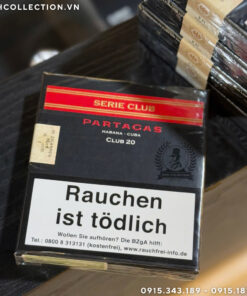 HCOLLECTION.VN
SERIE CLUB
PARTAGAS
HABANA - CUBA
CLUB 20
Rauchen
ist tödlich
Wollen Sie aufhören? Die BZgA hilft:
Tel.: 0800 8 313131 (kostenfrei), www.rauchfrei-info.de
0915.343.189 - 0915.18